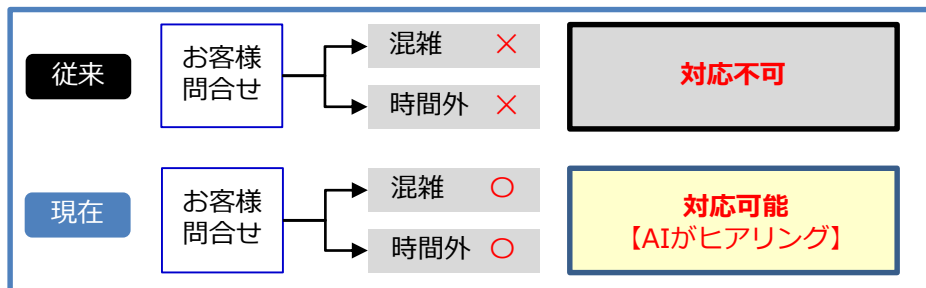 従来
お客様
問合せ
混雑 ×
時間外 ×
対応不可
現在
お客様
問合せ
混雑 〇
時間外 〇
対応可能
【AIがヒアリング】